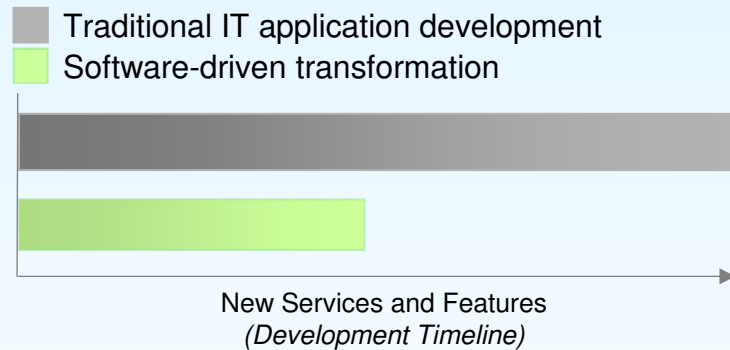 Traditional IT application development
Software-driven transformation
New Services and Features
(Development Timeline)